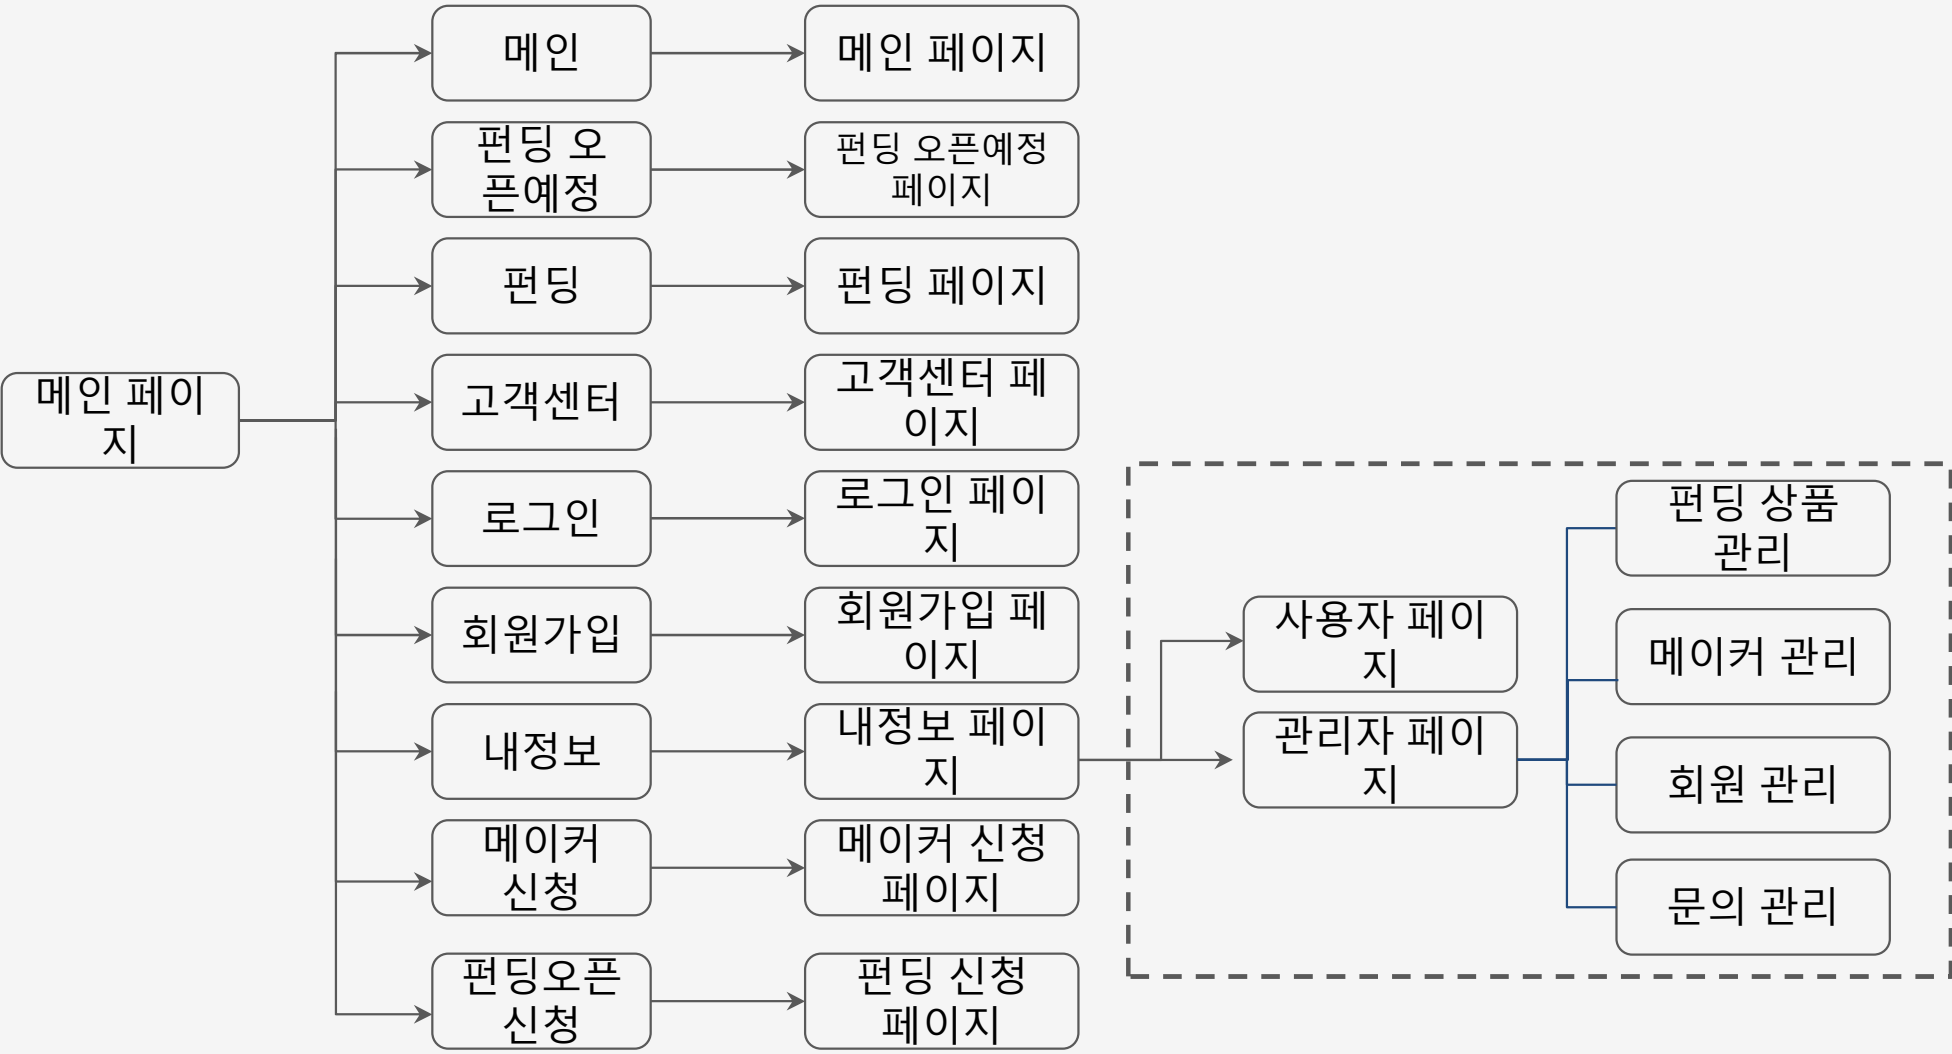 메인
메인 페이지
펀딩 오
픈예정
펀딩 오픈예정
페이지
펀딩
펀딩 페이지
메인 페이
지
고객센터
고객센터 페
이지
로그인
로그인 페이
지
회원가입
회원가입 페
이지
내정보
내정보 페이
지
메이커
신청
메이커 신청
페이지
펀딩오픈
신청
펀딩 신청
페이지
사용자 페이
지
관리자 페이
지
펀딩 상품
관리
메이커 관리
회원 관리
문의 관리